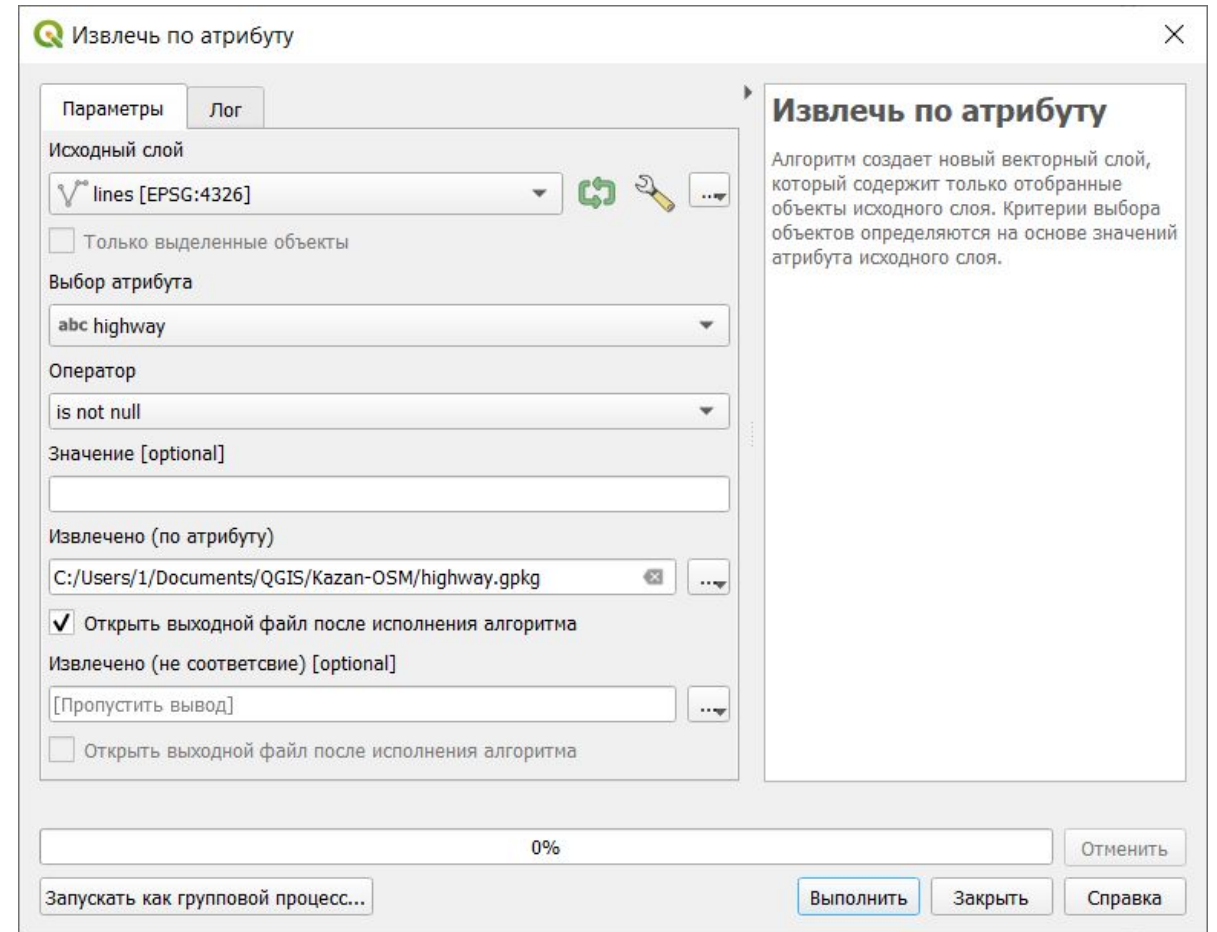 Извлечь по атрибуту
Параметры
Лог
Исходный слой
lines [EPSG:4326]
...
Только выделенные объекты
Выбор атрибута
abc highway
Оператор
is not null
Значение [optional]
Извлечено (по атрибуту)
C:/Users/1/Documents/QGIS/Kazan-OSM/highway.gpkg
...
Открыть выходной файл после исполнения алгоритма
Извлечено (не соответсвие) [optional]
[Пропустить вывод]
...
Открыть выходной файл после исполнения алгоритма
Извлечь по атрибуту
Алгоритм создает новый векторный слой,
который содержит только отобранные
объекты исходного слоя. Критерии выбора
объектов определяются на основе значений
атрибута исходного слоя.
0%
Отменить
Запускать как групповой процесс...
Выполнить
Закрыть
Справка